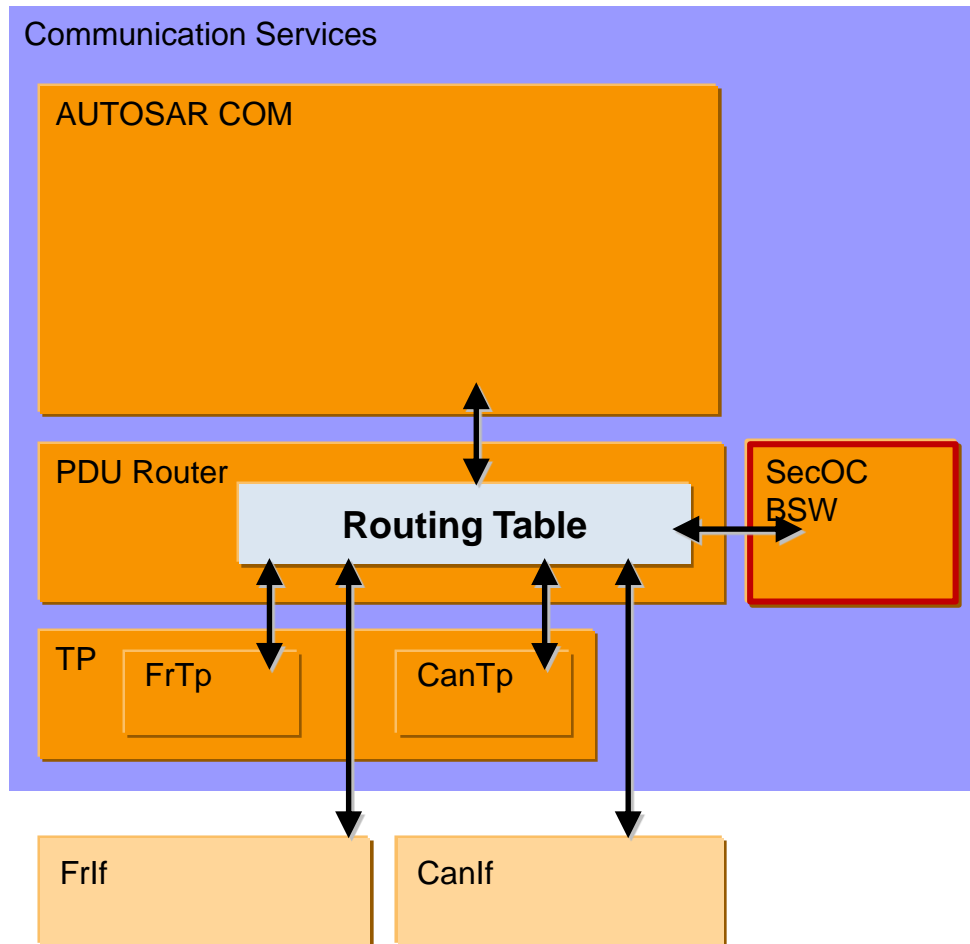 Communication Services
AUTOSAR COM
PDU Router
Routing Table
SecOC
BSW
TP
FrTp
CanTp
FrIf
CanIf